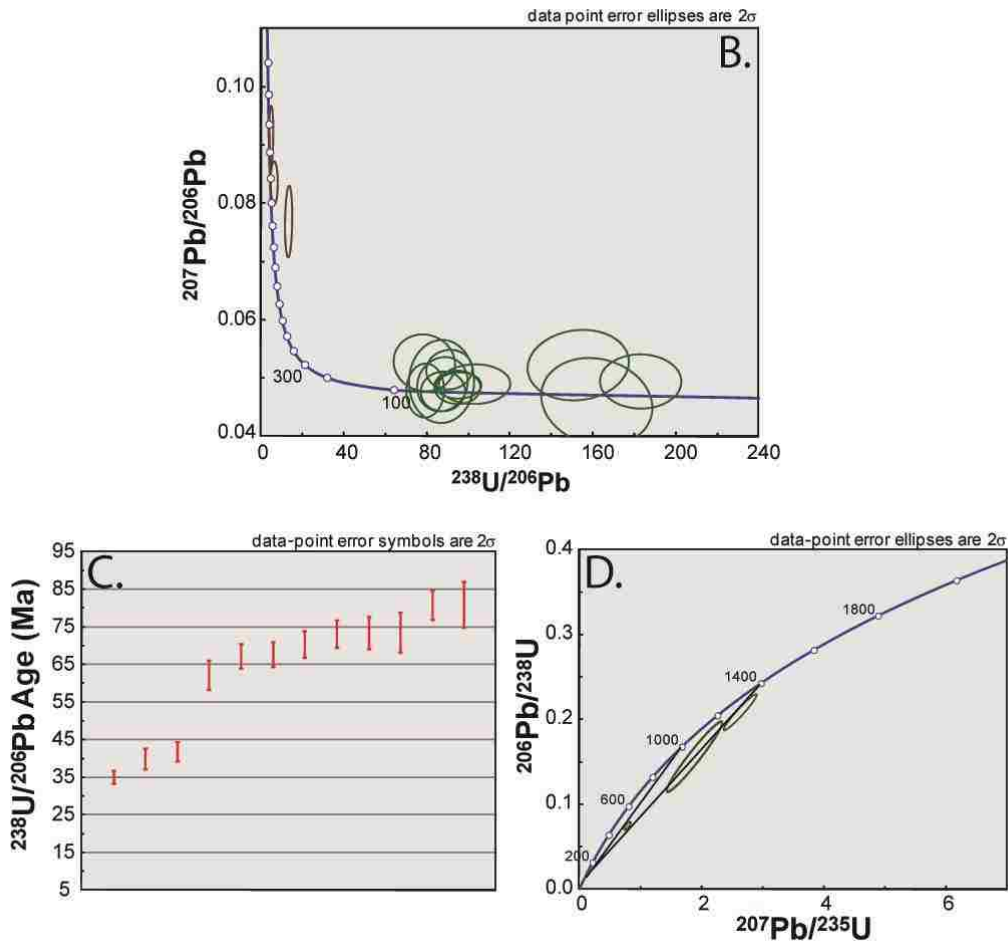 data point error ellipses are 2σ
B.
²⁰⁷Pb/²⁰⁶Pb
0.10
0.08
0.06
0.04
300
100
0 40 80 120 160 200 240
²³⁸U/²⁰⁶Pb
data-point error symbols are 2σ
C.
²³⁸U/²⁰⁶Pb Age (Ma)
95
85
75
65
55
45
35
25
15
5
data-point error ellipses are 2σ
D.
²⁰⁶Pb/²³⁸U
0.4
0.3
0.2
0.1
0.0
1800
1400
1000
600
200
0 2 4 6
²⁰⁷Pb/²³⁵U